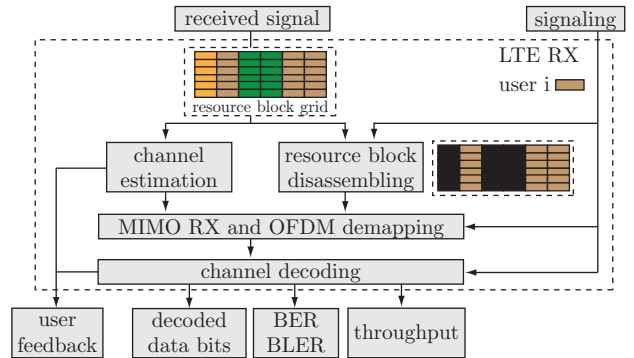 received signal
signaling
LTE RX
user i
resource block grid
channel
estimation
resource block
disassembling
MIMO RX and OFDM demapping
channel decoding
user
feedback
decoded
data bits
BER
BLER
throughput